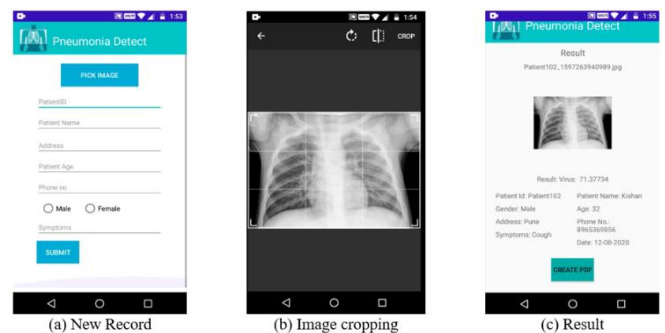 1:53
Pneumonia Detect
PICK IMAGE
PatientID
Patient Name
Address
Patient Age
Phone no
Male Female
Symptoms
SUBMIT
(a) New Record
1:54
CROP
(b) Image cropping
1:55
Pneumonia Detect
Result
Patient102_1597263940989.jpg
Result: Virus: 71.37734
Patient Id: Patient102 Patient Name: Kishan
Gender: Male Age: 32
Address: Pune Phone No.:
8965369856
Symptoms: Cough
Date: 12-08-2020
CREATE PDF
(c) Result